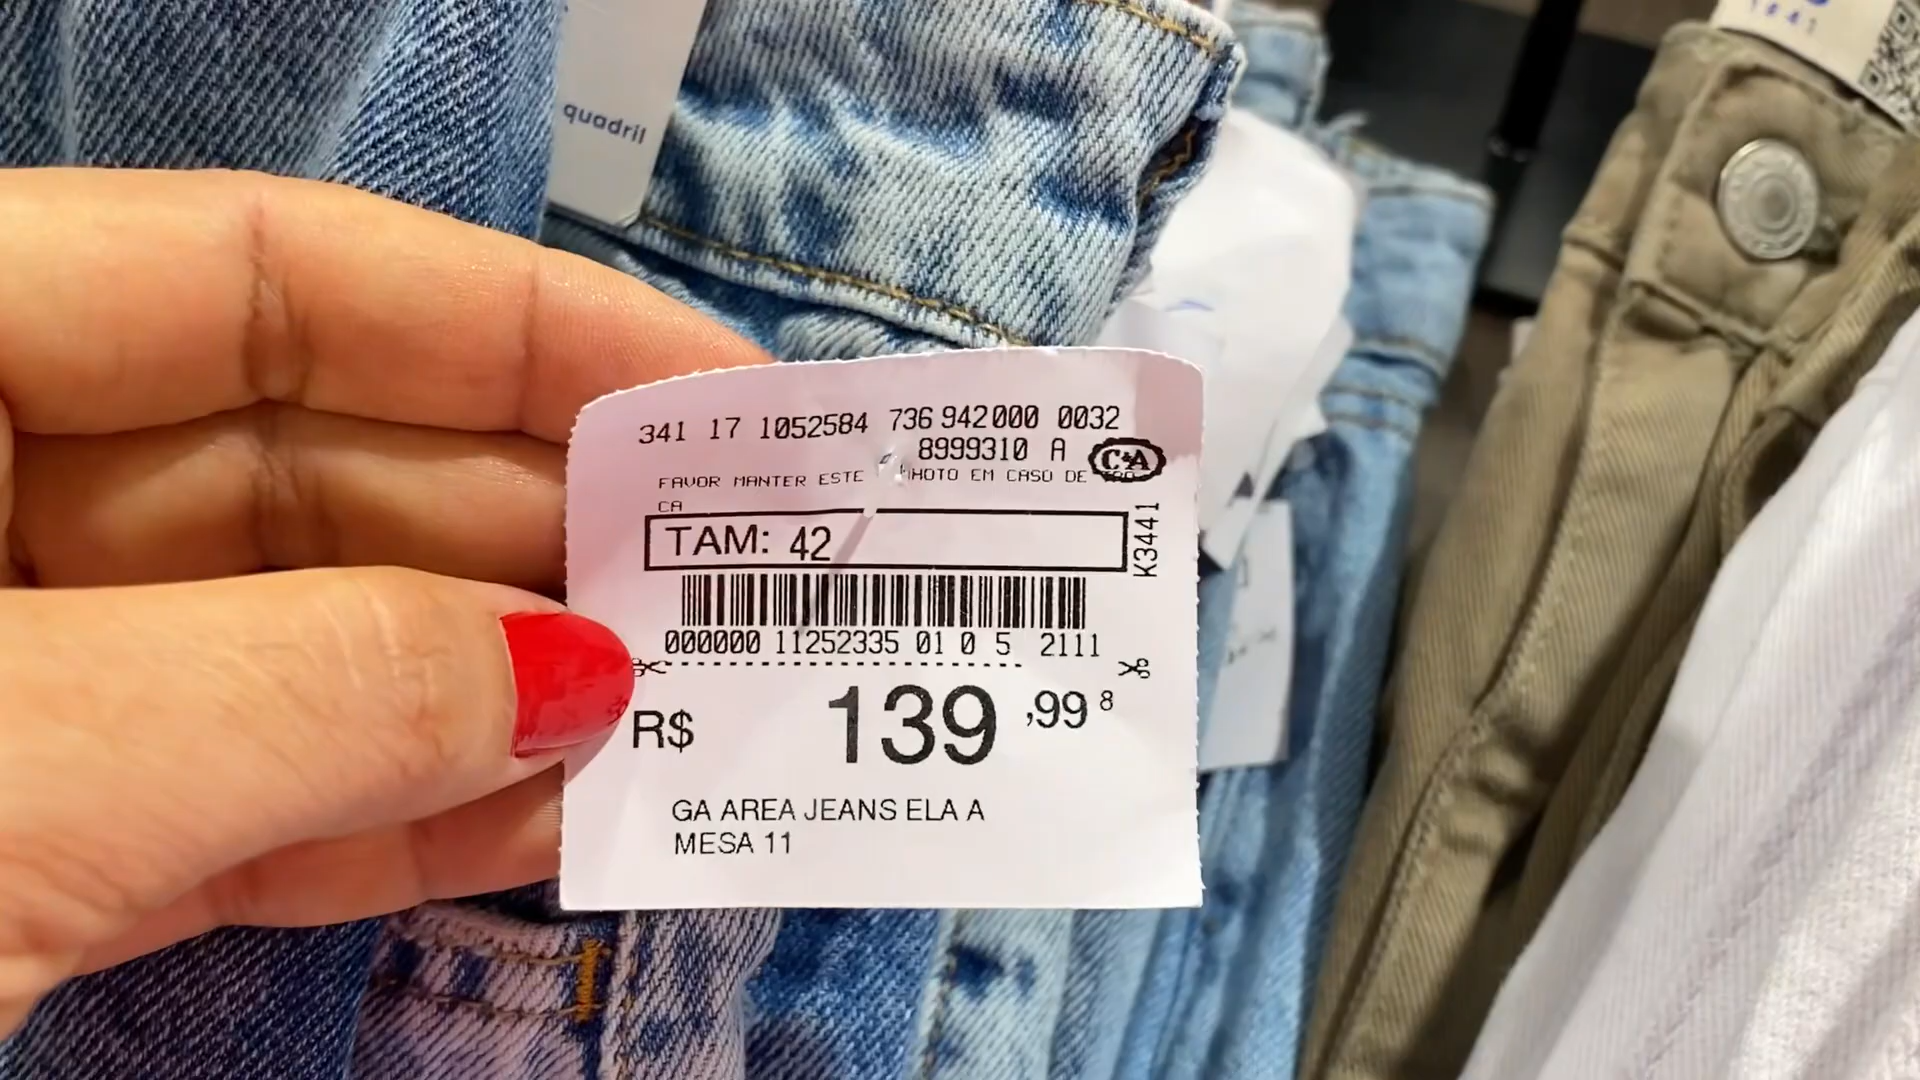 quadril
341 17 1052584 736 942000 0032
8999310 A C&A
FAVOR MANTER ESTE EM CASO DE
CA
TAM: 42
K3441
000000 11252335 01 0 5 2111
R$ 139,99 8
GA AREA JEANS ELA A
MESA 11